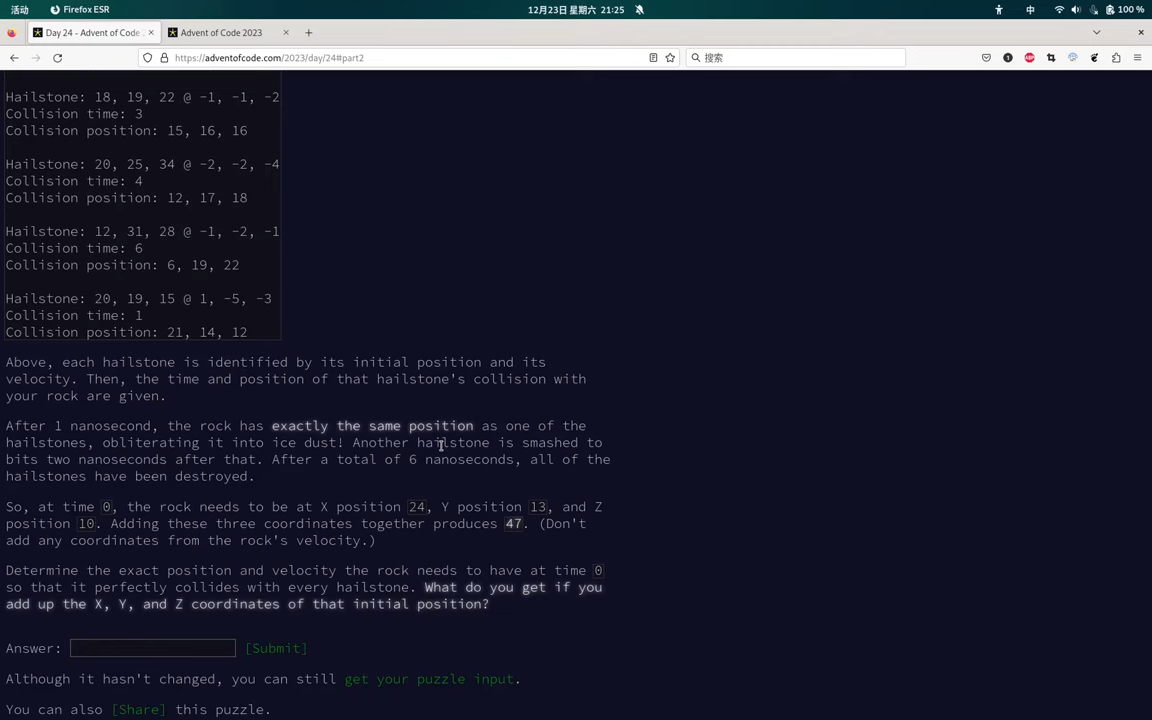 活动
Firefox ESR
12月23日 星期六 21:25
中
100 %
Day 24 - Advent of Code
Advent of Code 2023
https://adventofcode.com/2023/day/24#part2
搜索
Hailstone: 18, 19, 22 @ -1, -1, -2
Collision time: 3
Collision position: 15, 16, 16
Hailstone: 20, 25, 34 @ -2, -2, -4
Collision time: 4
Collision position: 12, 17, 18
Hailstone: 12, 31, 28 @ -1, -2, -1
Collision time: 6
Collision position: 6, 19, 22
Hailstone: 20, 19, 15 @ 1, -5, -3
Collision time: 1
Collision position: 21, 14, 12
Above, each hailstone is identified by its initial position and its
velocity. Then, the time and position of that hailstone's collision with
your rock are given.
After 1 nanosecond, the rock has exactly the same position as one of the
hailstones, obliterating it into ice dust! Another hailstone is smashed to
bits two nanoseconds after that. After a total of 6 nanoseconds, all of the
hailstones have been destroyed.
So, at time 0, the rock needs to be at X position 24, Y position 13, and Z
position 10. Adding these three coordinates together produces 47. (Don't
add any coordinates from the rock's velocity.)
Determine the exact position and velocity the rock needs to have at time 0
so that it perfectly collides with every hailstone. What do you get if you
add up the X, Y, and Z coordinates of that initial position?
Answer: [Submit]
Although it hasn't changed, you can still get your puzzle input.
You can also [Share] this puzzle.